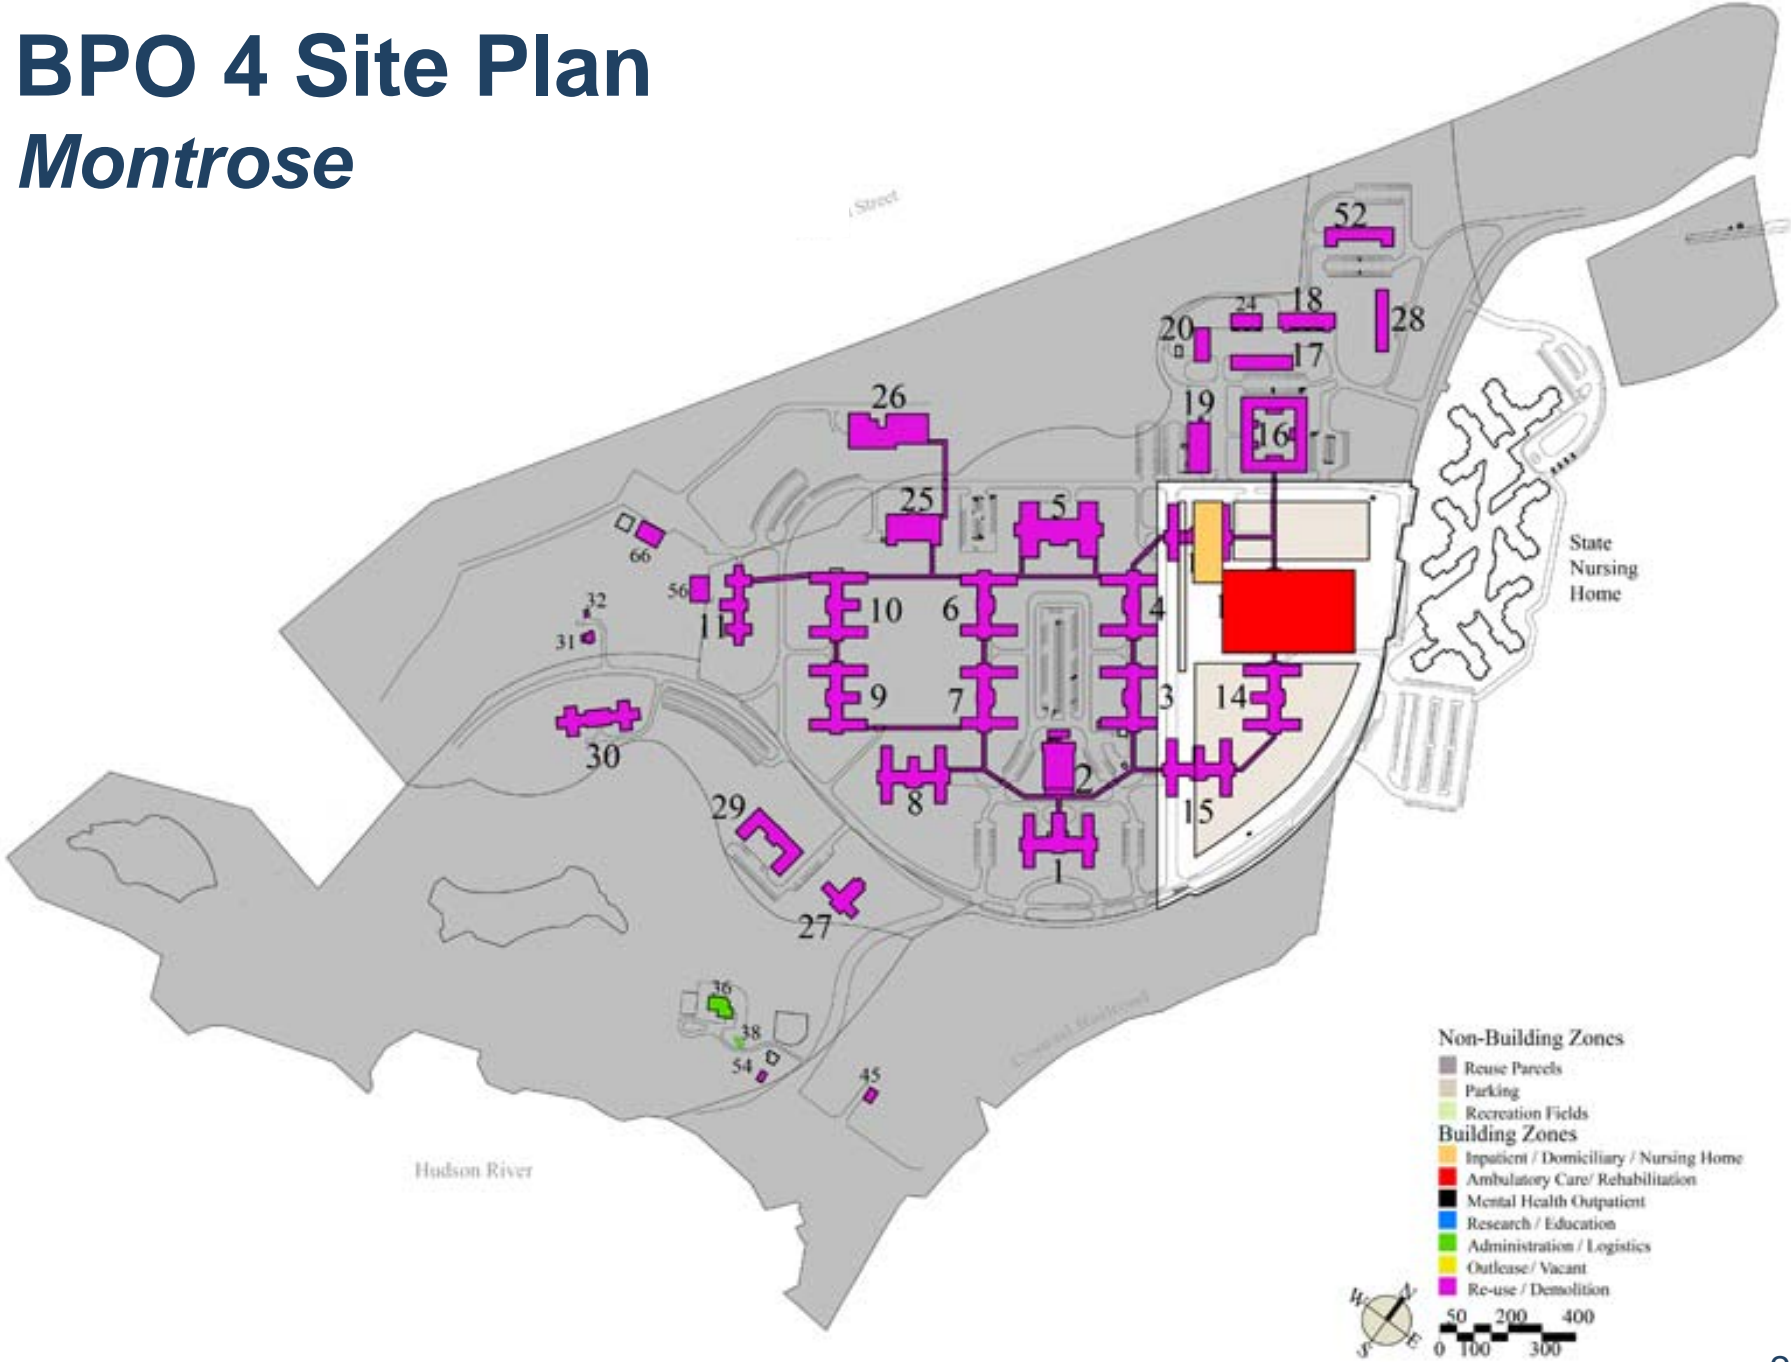 BPO 4 Site Plan
Montrose
Street
52
24
18
20
28
17
26
19
16
25
5
66
State
Nursing
Home
56
32
10
6
4
1
31
11
9
7
3
14
30
2
29
8
15
1
27
36
38
54
45
Central Railroad
Hudson River
Non-Building Zones
Reuse Parcels
Parking
Recreation Fields
Building Zones
Inpatient / Domiciliary / Nursing Home
Ambulatory Care/ Rehabilitation
Mental Health Outpatient
Research / Education
Administration / Logistics
Outlease / Vacant
Re-use / Demolition
W N
S E
50 200 400
0 100 300